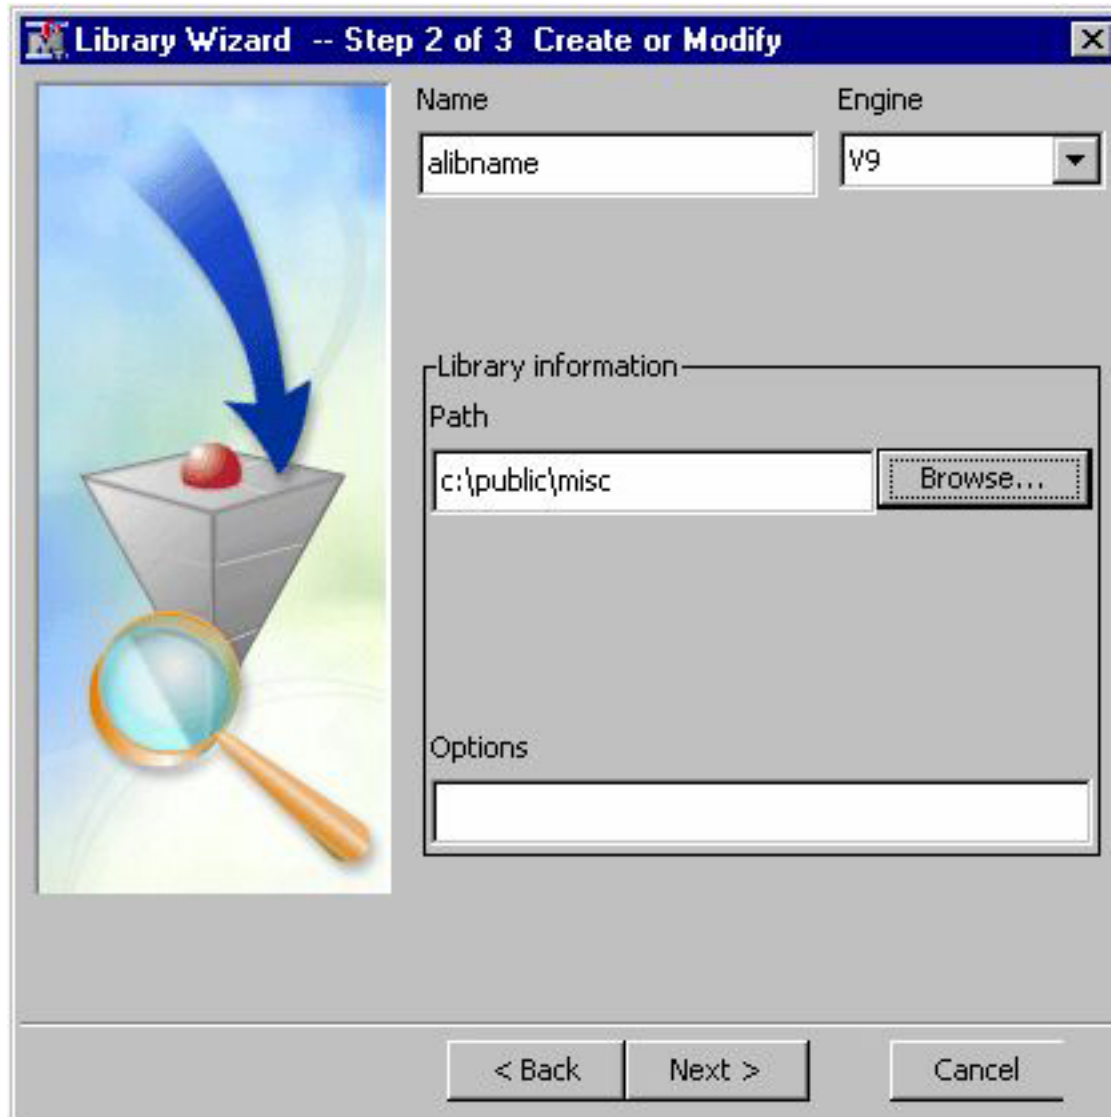 Library Wizard -- Step 2 of 3 Create or Modify
Name Engine
alibname V9
Library information
Path
c:\public\misc Browse...
Options
< Back Next > Cancel